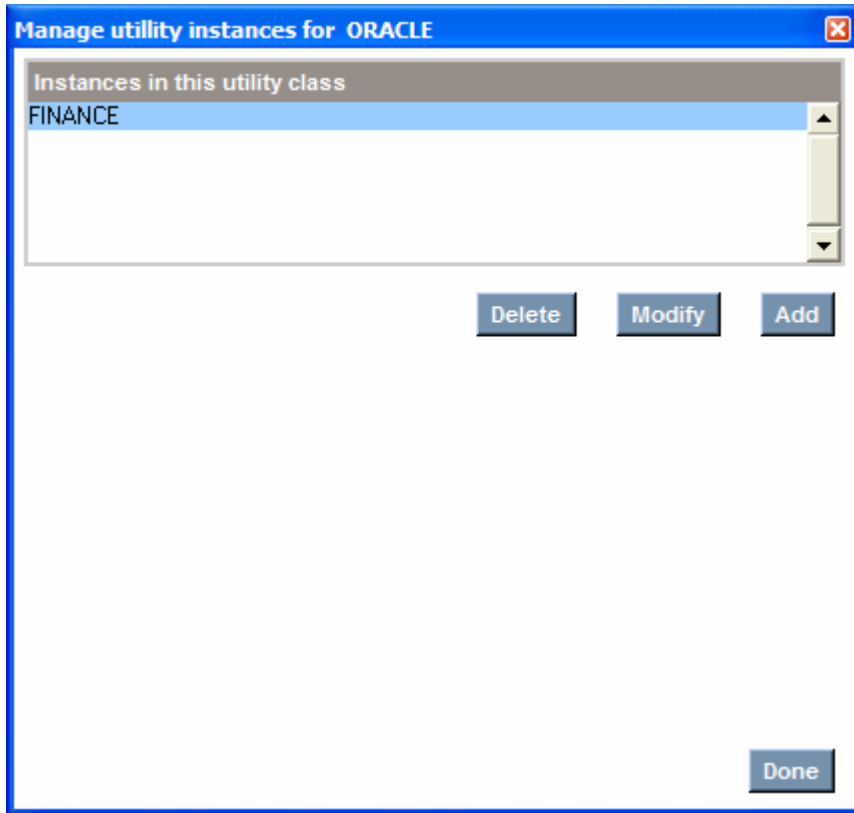 Manage utillity instances for ORACLE
Instances in this utility class
FINANCE
Delete Modify Add
Done